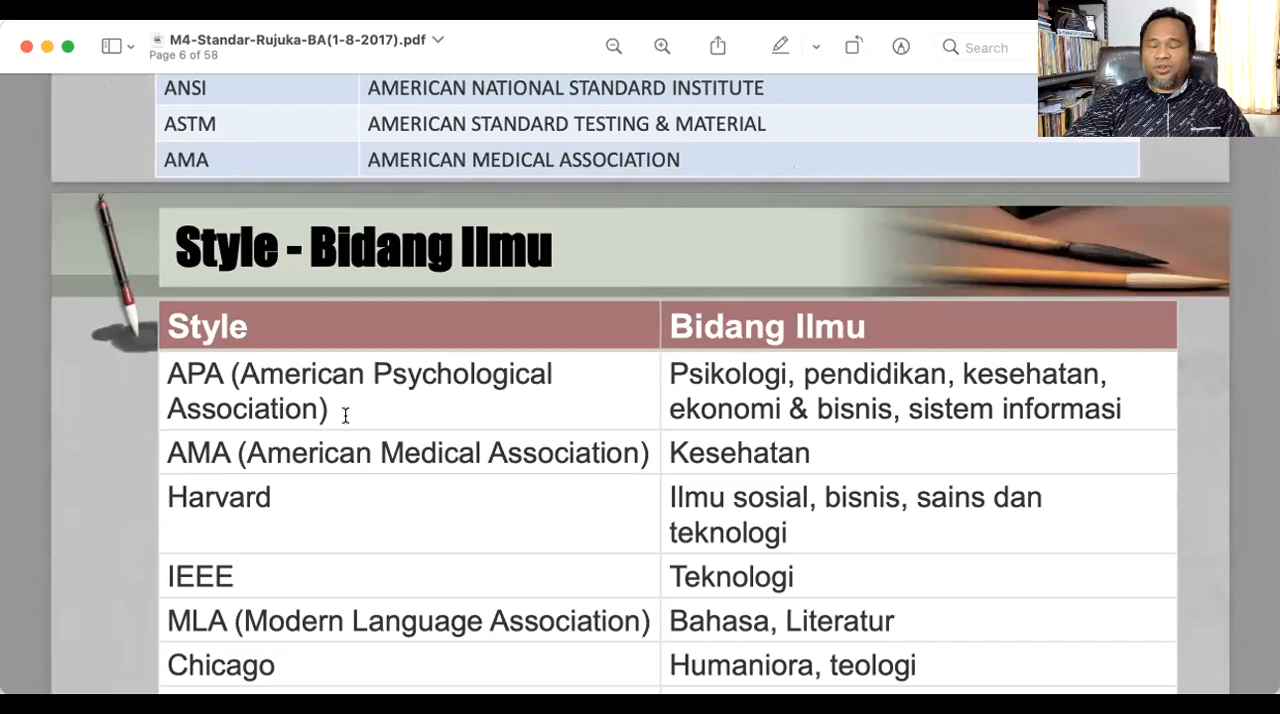 M4-Standar-Rujuka-BA(1-8-2017).pdf
Page 6 of 58
Search
ANSI AMERICAN NATIONAL STANDARD INSTITUTE
ASTM AMERICAN STANDARD TESTING & MATERIAL
AMA AMERICAN MEDICAL ASSOCIATION
Style - Bidang Ilmu
Style Bidang Ilmu
APA (American Psychological
Association)
Psikologi, pendidikan, kesehatan,
ekonomi & bisnis, sistem informasi
AMA (American Medical Association) Kesehatan
Harvard
Ilmu sosial, bisnis, sains dan
teknologi
IEEE Teknologi
MLA (Modern Language Association) Bahasa, Literatur
Chicago Humaniora, teologi